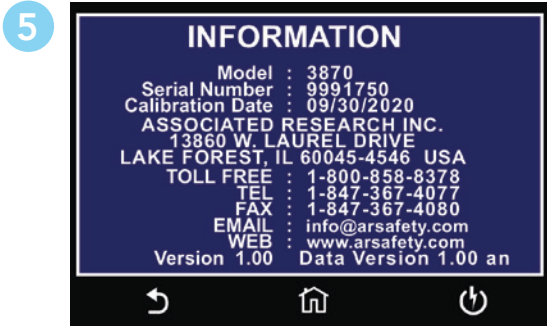 5
INFORMATION
Model : 3870
Serial Number : 9991750
Calibration Date : 09/30/2020
ASSOCIATED RESEARCH INC.
13860 W. LAUREL DRIVE
LAKE FOREST, IL 60045-4546 USA
TOLL FREE : 1-800-858-8378
TEL : 1-847-367-4077
FAX : 1-847-367-4080
EMAIL : info@arsafety.com
WEB : www.arsafety.com
Version 1.00 Data Version 1.00 an